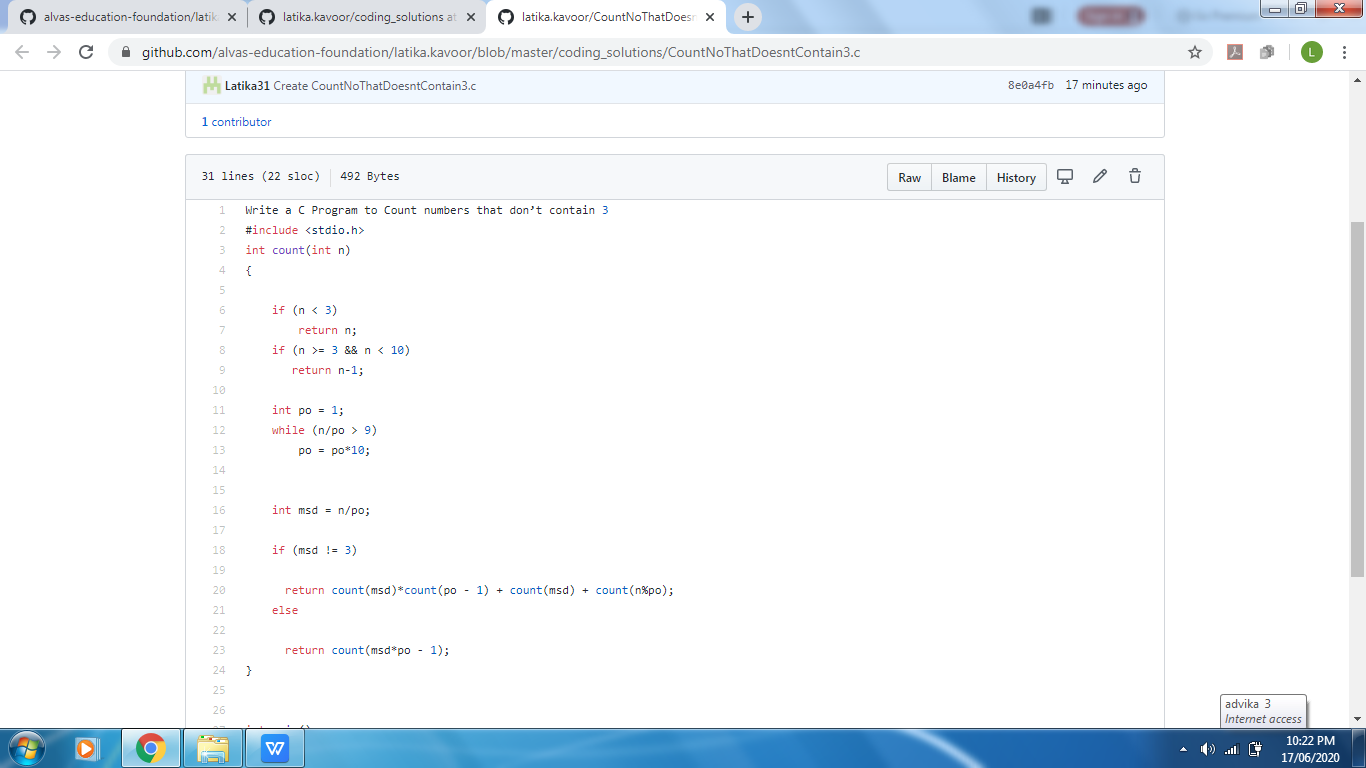 alvas-education-foundation/latik
latika.kavoor/coding_solutions at
latika.kavoor/CountNoThatDoesn
github.com/alvas-education-foundation/latika.kavoor/blob/master/coding_solutions/CountNoThatDoesntContain3.c
L
Latika31 Create CountNoThatDoesntContain3.c 8e0a4fb 17 minutes ago
1 contributor
31 lines (22 sloc) 492 Bytes Raw Blame History
1 Write a C Program to Count numbers that don’t contain 3
2 #include <stdio.h>
3 int count(int n)
4 {
5
6 if (n < 3)
7 return n;
8 if (n >= 3 && n < 10)
9 return n-1;
10
11 int po = 1;
12 while (n/po > 9)
13 po = po*10;
14
15
16 int msd = n/po;
17
18 if (msd != 3)
19
20 return count(msd)*count(po - 1) + count(msd) + count(n%po);
21 else
22
23 return count(msd*po - 1);
24 }
25
26
advika 3
Internet access
W
10:22 PM
17/06/2020